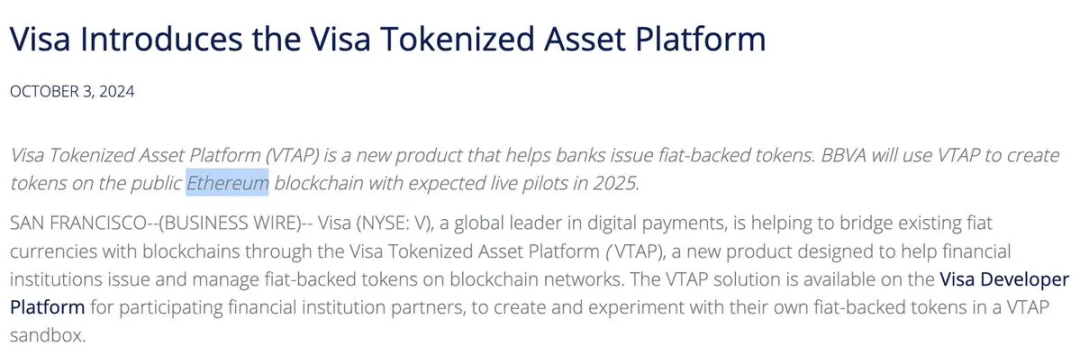 Visa Introduces the Visa Tokenized Asset Platform
OCTOBER 3, 2024
Visa Tokenized Asset Platform (VTAP) is a new product that helps banks issue fiat-backed tokens. BBVA will use VTAP to create
tokens on the public Ethereum blockchain with expected live pilots in 2025.
SAN FRANCISCO--(BUSINESS WIRE)-- Visa (NYSE: V), a global leader in digital payments, is helping to bridge existing fiat
currencies with blockchains through the Visa Tokenized Asset Platform ('VTAP), a new product designed to help financial
institutions issue and manage fiat-backed tokens on blockchain networks. The VTAP solution is available on the Visa Developer
Platform for participating financial institution partners, to create and experiment with their own fiat-backed tokens in a VTAP
sandbox.